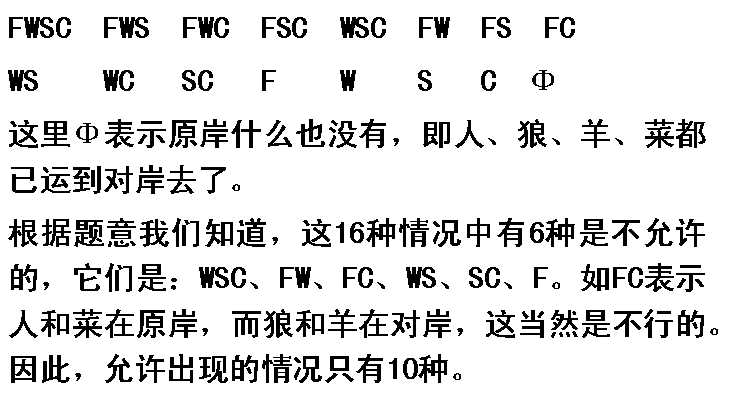 FWSC FWS FWC FSC WSC FW FS FC
WS WC SC F W S C Φ
这里Φ表示原岸什么也没有，即人、狼、羊、菜都
已运到对岸去了。
根据题意我们知道，这16种情况中有6种是不允许
的，它们是：WSC、FW、FC、WS、SC、F。如FC表示
人和菜在原岸，而狼和羊在对岸，这当然是不行的。
因此，允许出现的情况只有10种。